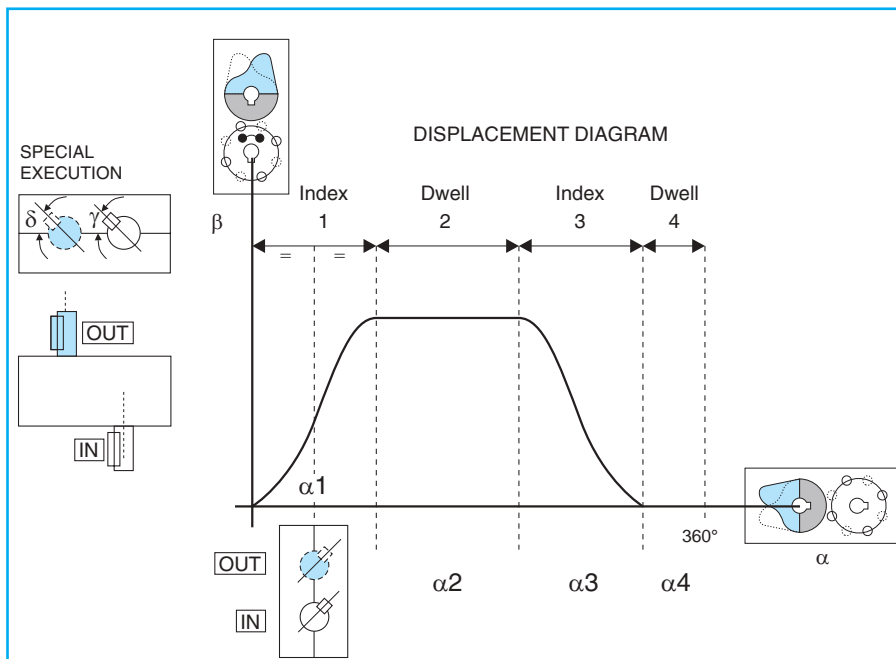 DISPLACEMENT DIAGRAM
SPECIAL
EXECUTION
δ γ
β
Index Dwell Index Dwell
1 2 3 4
= =
OUT
IN
α1
360°
α
OUT
α2 α3 α4
IN